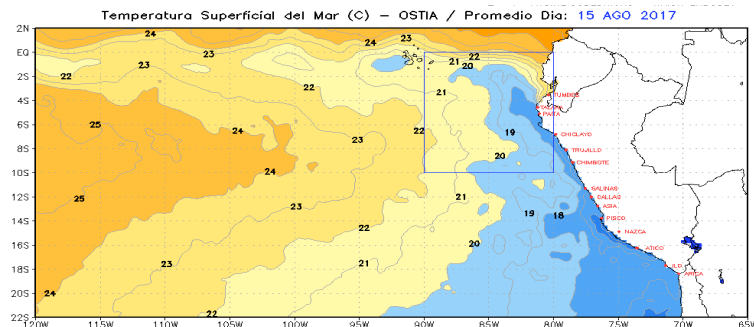 Temperatura Superficial del Mar (C) – OSTIA / Promedio Dia: 15 AGO 2017
2N
EQ
2S
4S
6S
8S
10S
12S
14S
16S
18S
20S
22S
24 24 23
23 22 21 20
22 23
22 21
25 24 23 22 19
20
24
25 23 21
22 19 18
20
23 21
24 22
TUMBES
TALARA
PAITA
CHICLAYO
TRUJILLO
CHIMBOTE
SALINAS
DALLAS
ASIA
PISCO
NAZCA
ATICO
ILO
ARICA
120W 115W 110W 105W 100W 95W 90W 85W 80W 75W 70W 65W